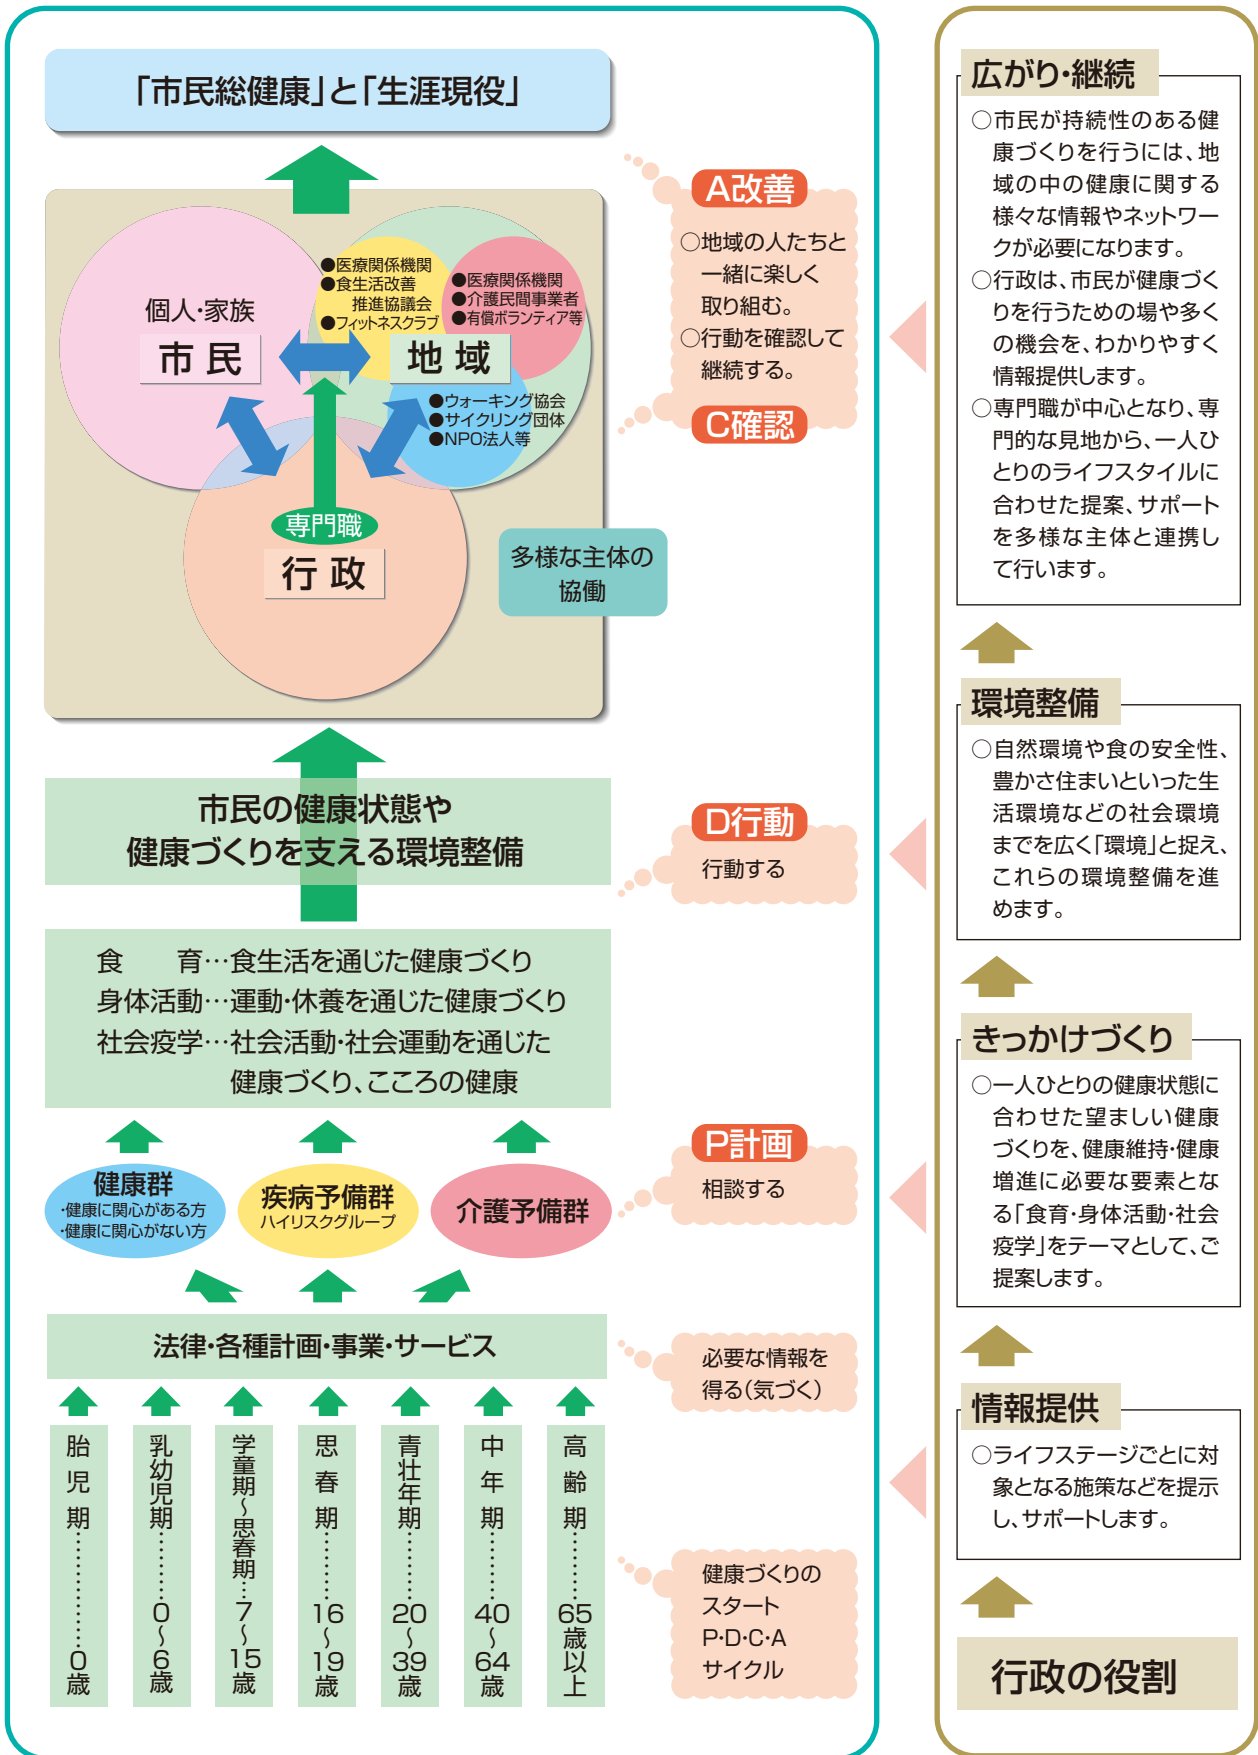 「市民総健康」と「生涯現役」
個人・家族
市民
●医療関係機関
●食生活改善
推進協議会
●フィットネスクラブ
●医療関係機関
●介護民間事業者
●有償ボランティア等
地域
●ウォーキング協会
●サイクリング団体
●NPO法人等
専門職
行政
多様な主体の
協働
A改善
○地域の人たちと
一緒に楽しく
取り組む。
○行動を確認して
継続する。
C確認
市民の健康状態や
健康づくりを支える環境整備
D行動
行動する
食　育…食生活を通じた健康づくり
身体活動…運動・休養を通じた健康づくり
社会疫学…社会活動・社会運動を通じた
健康づくり、こころの健康
P計画
相談する
健康群
・健康に関心がある方
・健康に関心がない方
疾病予備群
ハイリスクグループ
介護予備群
法律・各種計画・事業・サービス
必要な情報を
得る(気づく)
胎児期………………0歳
乳幼児期…………0〜6歳
学童期〜思春期…7〜15歳
思春期…………16〜19歳
青壮年期………20〜39歳
中年期…………40〜64歳
高齢期………65歳以上
健康づくりの
スタート
P・D・C・A
サイクル
広がり・継続
○市民が持続性のある健
康づくりを行うには、地
域の中の健康に関する
様々な情報やネットワー
クが必要になります。
○行政は、市民が健康づく
りを行うための場や多く
の機会を、わかりやすく
情報提供します。
○専門職が中心となり、専
門的な見地から、一人ひ
とりのライフスタイルに
合わせた提案、サポート
を多様な主体と連携し
て行います。
環境整備
○自然環境や食の安全性、
豊かさ住まいといった生
活環境などの社会環境
までを広く「環境」と捉え、
これらの環境整備を進
めます。
きっかけづくり
○一人ひとりの健康状態に
合わせた望ましい健康
づくりを、健康維持・健康
増進に必要な要素とな
る「食育・身体活動・社会
疫学」をテーマとして、ご
提案します。
情報提供
○ライフステージごとに対
象となる施策などを提示
し、サポートします。
行政の役割